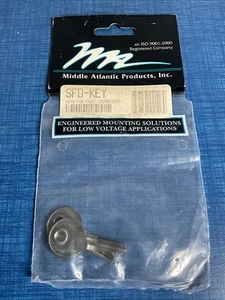 an ISO-9001-2000
Registered Company
Middle Atlantic Products, Inc.
SFD-KEY
ENGINEERED MOUNTING SOLUTIONS
FOR LOW VOLTAGE APPLICATIONS